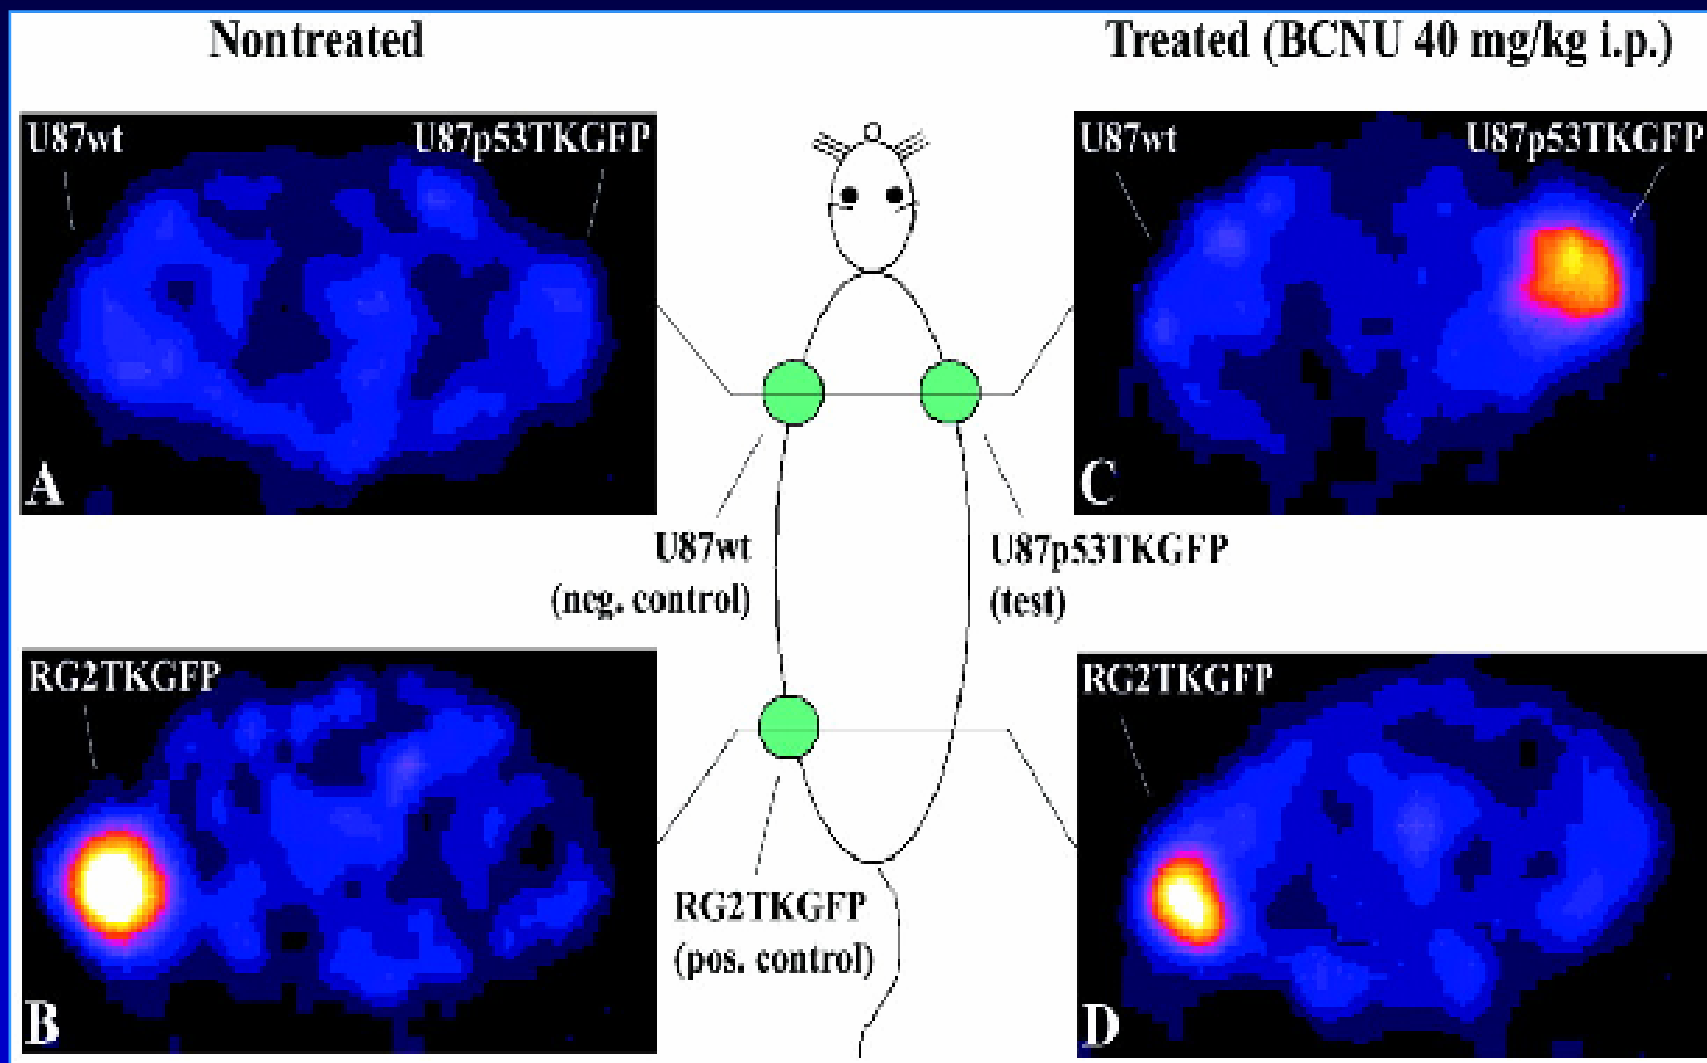 Nontreated
Treated (BCNU 40 mg/kg i.p.)
U87wt
U87p53TKGFP
A
U87wt
U87p53TKGFP
C
U87wt
(neg. control)
U87p53TKGFP
(test)
RG2TKGFP
B
RG2TKGFP
(pos. control)
RG2TKGFP
D